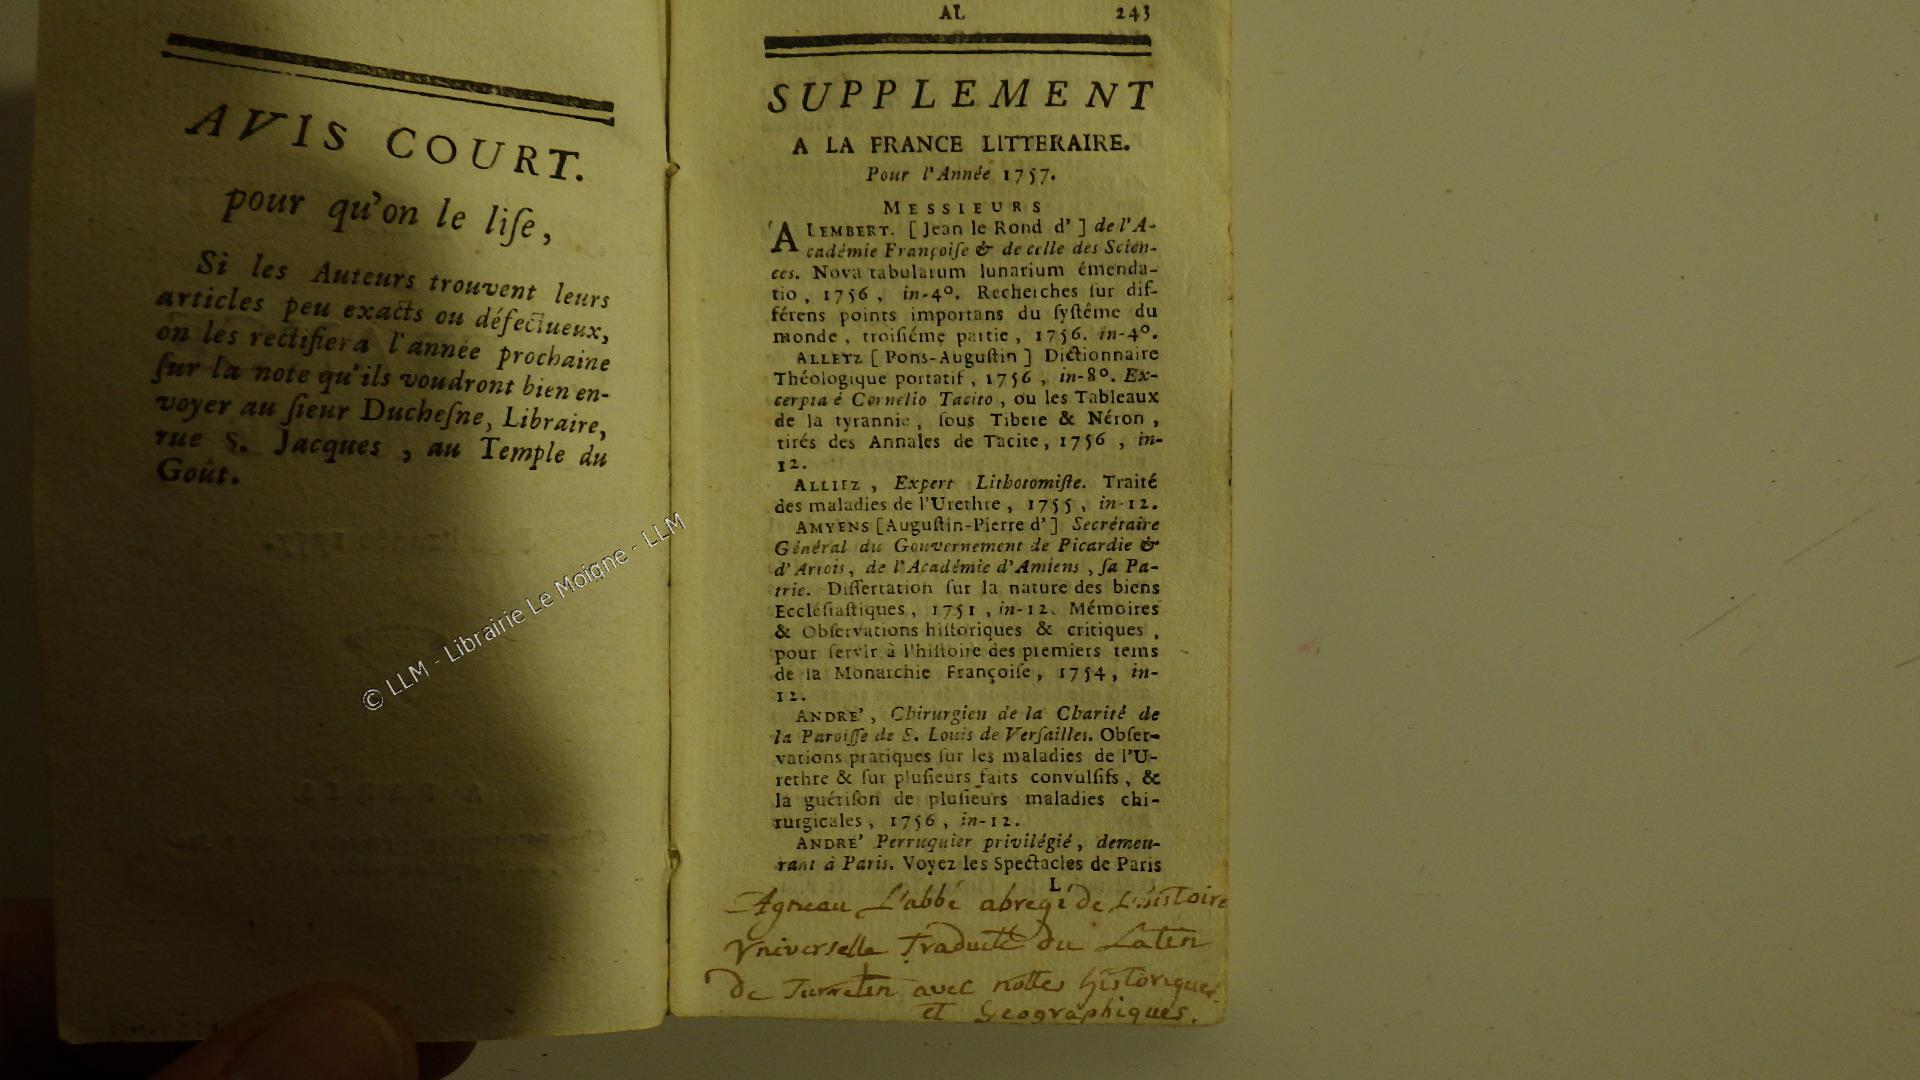 AVIS COURT.
pour qu'on le liſe,
Si les Auteurs trouvent leurs
articles peu exacts ou défectueux,
on les rectifiera l'année prochaine
ſur la note qu'ils voudront bien en-
voyer au ſieur Ducheſne, Libraire,
rue S. Jacques, au Temple du
Goût.
AL 243
SUPPLEMENT
A LA FRANCE LITTERAIRE.
Pour l'Année 1757.
MESSIEURS
ALEMBERT. [ Jean le Rond d' ] de l'A-
cadémie Françoiſe & de celle des Scien-
ces. Nova tabularum lunarium émenda-
tio, 1756, in-4°. Recherches ſur dif-
férens points importans du ſyſtême du
monde, troiſiéme partie, 1756. in-4°.
ALLETZ [ Pons-Auguſtin ] Dictionnaire
Théologique portatif, 1756, in-8°. Ex-
cerpta é Cornelio Tacito, ou les Tableaux
de la tyrannie, ſous Tibere & Néron,
tirés des Annales de Tacite, 1756, in-
12.
ALLIEZ, Expert Lithotomiſte. Traité
des maladies de l'Urethre, 1755, in-12.
AMYENS [Auguſtin-Pierre d'] Secrétaire
Général du Gouvernement de Picardie &
d'Artois, de l'Académie d'Amiens, ſa Pa-
trie. Diſſertation ſur la nature des biens
Eccléſiaſtiques, 1751, in-12. Mémoires
& Obſervations hiſtoriques & critiques,
pour ſervir à l'hiſtoire des premiers tems
de la Monarchie Françoiſe, 1754, in-
12.
ANDRE', Chirurgien de la Charité de
la Paroiſſe de S. Louis de Verſailles. Obſer-
vations pratiques ſur les maladies de l'U-
rethre & ſur pluſieurs faits convulſifs, &
la guériſon de pluſieurs maladies chi-
rurgicales, 1756, in-12.
ANDRE' Perruquier privilégié, demeu-
rant à Paris. Voyez les Spectacles de Paris
L
Agneau L'abbé abregé de L'histoire
Vniverselle Traduitte du Latin
De Turretin avec nottes historiques
et Geographiques.
© LLM - Librairie Le Moigne - LLM